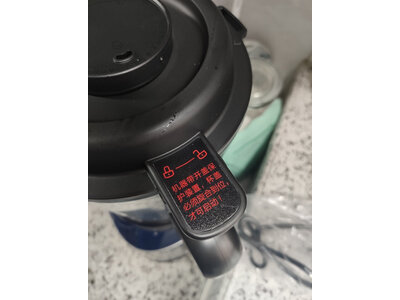 机器带开盖保
护装置，杯盖
必须旋合到位，
才可启动！